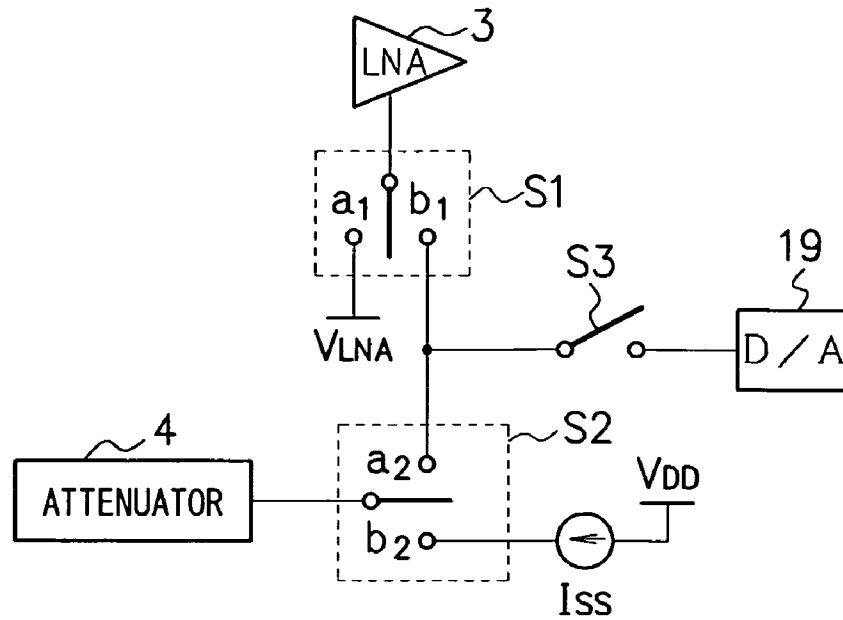 3
LNA
a1 b1
S1
VLNA
S3
19
D/A
4
ATTENUATOR
S2
a2
b2
VDD
ISS